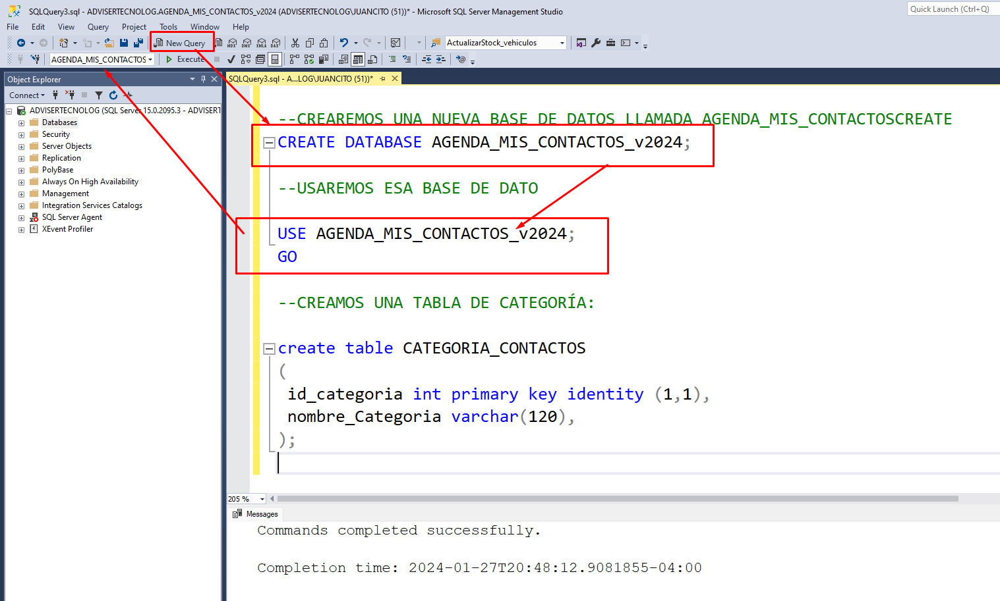 SQLQuery3.sql - ADVISERTECNOLOG.AGENDA_MIS_CONTACTOS_v2024 (ADVISERTECNOLOG\JUANCITO (51))* - Microsoft SQL Server Management Studio
Quick Launch (Ctrl+Q)
File Edit View Query Project Tools Window Help
New Query MDX DMX XMLA DAX ActualizarStock_vehiculos
AGENDA_MIS_CONTACTOS Execute
Object Explorer
SQLQuery3.sql - A...LOG\JUANCITO (51))*
Connect
ADVISERTECNOLOG (SQL Server 15.0.2095.3 - ADVISERT
Databases
Security
Server Objects
Replication
PolyBase
Always On High Availability
Management
Integration Services Catalogs
SQL Server Agent
XEvent Profiler
--CREAREMOS UNA NUEVA BASE DE DATOS LLAMADA AGENDA_MIS_CONTACTOSCREATE
CREATE DATABASE AGENDA_MIS_CONTACTOS_v2024;
--USAREMOS ESA BASE DE DATO
USE AGENDA_MIS_CONTACTOS_v2024;
GO
--CREAMOS UNA TABLA DE CATEGORÍA:
create table CATEGORIA_CONTACTOS
(
id_categoria int primary key identity (1,1),
nombre_Categoria varchar(120),
);
205 %
Messages
Commands completed successfully.
Completion time: 2024-01-27T20:48:12.9081855-04:00